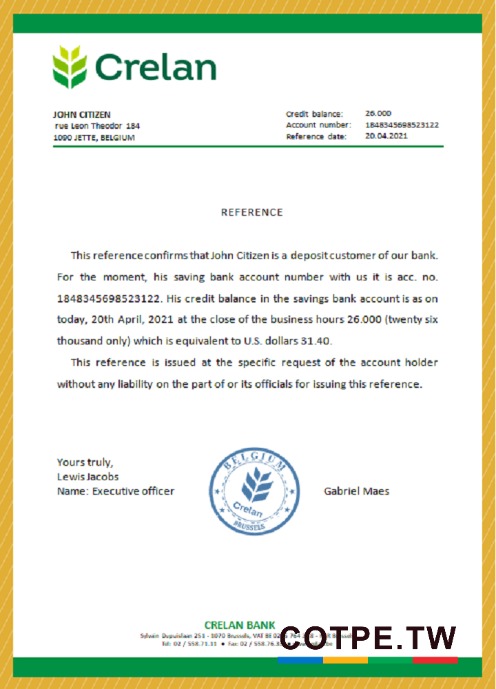 Crelan
JOHN CITIZEN
rue Leon Theodor 184
1090 JETTE, BELGIUM
Credit balance: 26.000
Account number: 1848345698523122
Reference date: 20.04.2021
REFERENCE
This reference confirms that John Citizen is a deposit customer of our bank.
For the moment, his saving bank account number with us it is acc. no.
1848345698523122. His credit balance in the savings bank account is as on
today, 20th April, 2021 at the close of the business hours 26.000 (twenty six
thousand only) which is equivalent to U.S. dollars 31.40.
This reference is issued at the specific request of the account holder
without any liability on the part of or its officials for issuing this reference.
Yours truly,
Lewis Jacobs
Name: Executive officer
BELGIUM
Crelan
BRUSSELS
Gabriel Maes
CRELAN BANK
Sylvain Dupuislaan 251 - 1070 Brussels, VAT BE
Tel: 02 / 558.71.11 • Fax: 02 / 558.76.
COTPE.TW